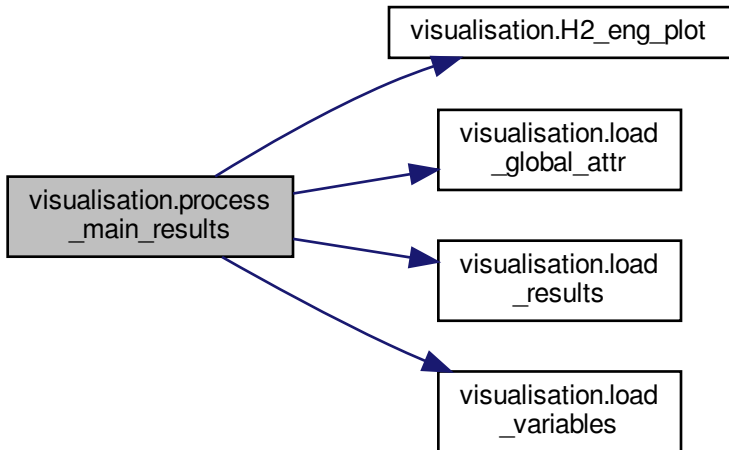 visualisation.H2_eng_plot
visualisation.load
_global_attr
visualisation.process
_main_results
visualisation.load
_results
visualisation.load
_variables